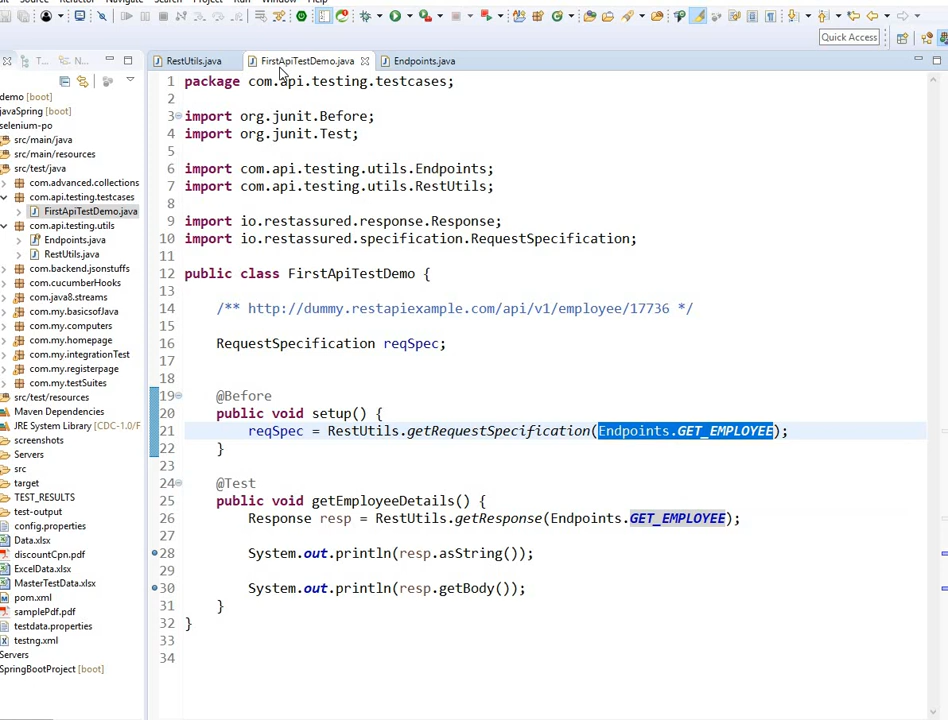 Quick Access
RestUtils.java
FirstApiTestDemo.java
Endpoints.java
demo [boot]
javaSpring [boot]
selenium-po
src/main/java
src/main/resources
src/test/java
com.advanced.collections
com.api.testing.testcases
FirstApiTestDemo.java
com.api.testing.utils
Endpoints.java
RestUtils.java
com.backend.jsonstuffs
com.cucumberHooks
com.java8.streams
com.my.basicsofJava
com.my.computers
com.my.homepage
com.my.integrationTest
com.my.registerpage
com.my.testSuites
src/test/resources
Maven Dependencies
JRE System Library [CDC-1.0/F
screenshots
Servers
src
target
TEST_RESULTS
test-output
config.properties
Data.xlsx
discountCpn.pdf
ExcelData.xlsx
MasterTestData.xlsx
pom.xml
samplePdf.pdf
testdata.properties
testng.xml
Servers
SpringBootProject [boot]
1 package com.api.testing.testcases;
2
3 import org.junit.Before;
4 import org.junit.Test;
5
6 import com.api.testing.utils.Endpoints;
7 import com.api.testing.utils.RestUtils;
8
9 import io.restassured.response.Response;
10 import io.restassured.specification.RequestSpecification;
11
12 public class FirstApiTestDemo {
13
14 /** http://dummy.restapiexample.com/api/v1/employee/17736 */
15
16 RequestSpecification reqSpec;
17
18
19 @Before
20 public void setup() {
21 reqSpec = RestUtils.getRequestSpecification(Endpoints.GET_EMPLOYEE);
22 }
23
24 @Test
25 public void getEmployeeDetails() {
26 Response resp = RestUtils.getResponse(Endpoints.GET_EMPLOYEE);
27
28 System.out.println(resp.asString());
29
30 System.out.println(resp.getBody());
31 }
32 }
33
34